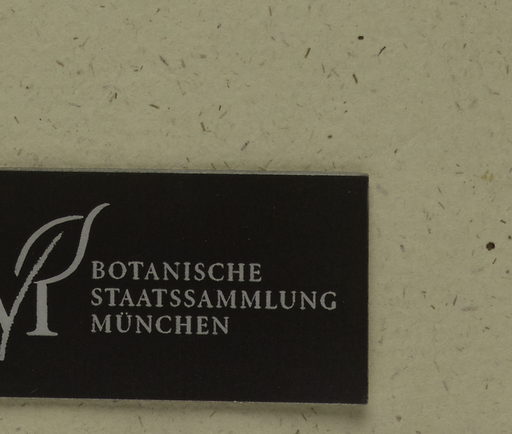 BOTANISCHE
STAATSSAMMLUNG
MÜNCHEN